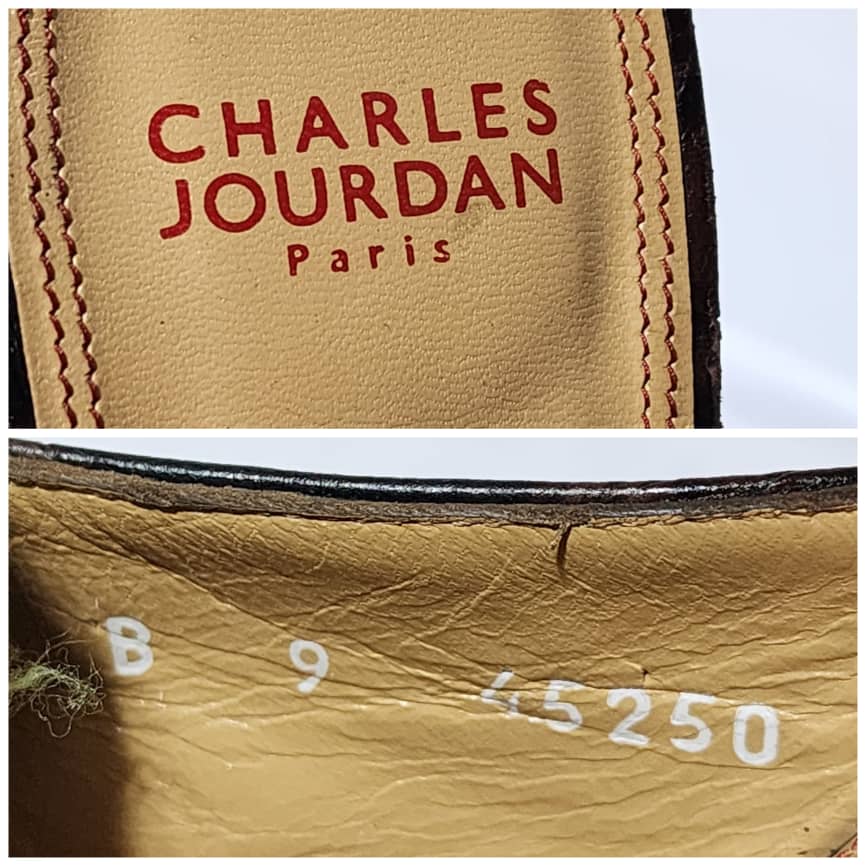 CHARLES
JOURDAN
Paris
B 9 45250